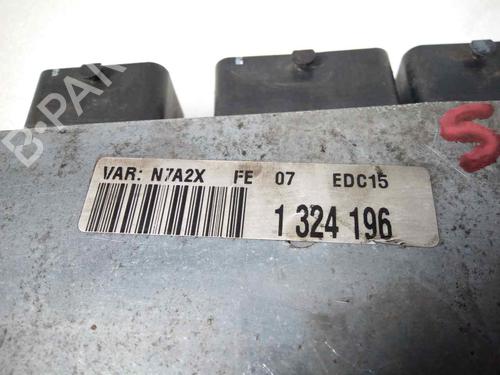 B-PARTS
VAR: N7A2X FE 07 EDC15
1 324 196
S